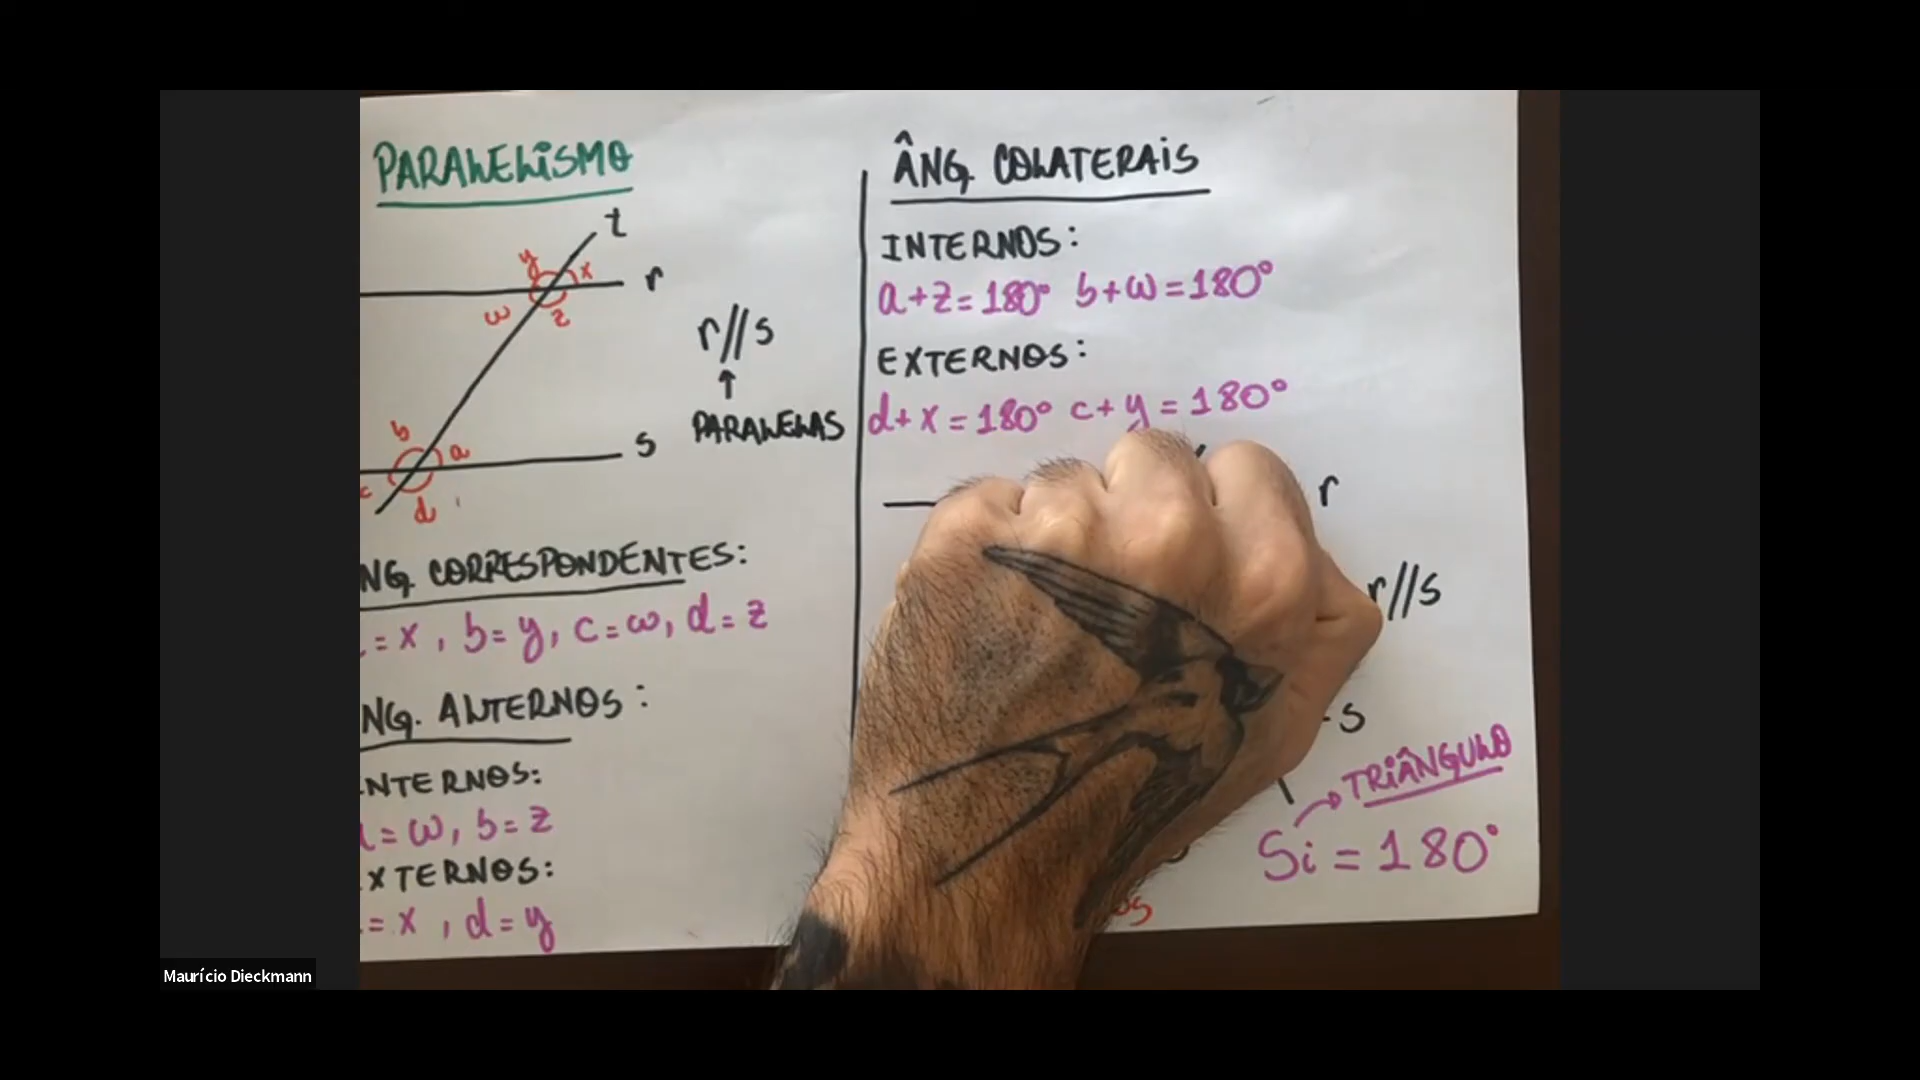 PARALELISMO
t
y x
r
w z
r//s
PARALELAS
b
a
s
c
d
NG. CORRESPONDENTES:
= x , b = y, c = w, d = z
NG. ALTERNOS:
NTERNOS:
= w, b = z
XTERNOS:
= x , d = y
ÂNG. COLATERAIS
INTERNOS:
a + z = 180° b + w = 180°
EXTERNOS:
d + x = 180° c + y = 180°
r
r//s
s
TRIÂNGULO
Si = 180°
Maurício Dieckmann